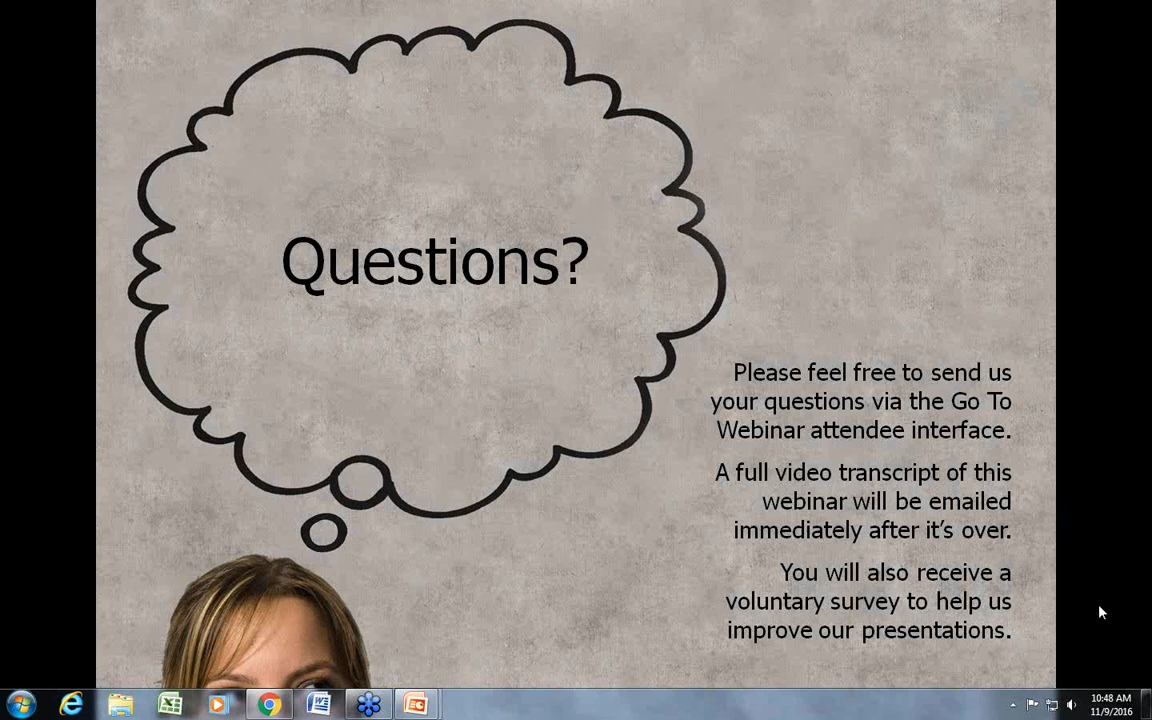 Questions?
Please feel free to send us
your questions via the Go To
Webinar attendee interface.
A full video transcript of this
webinar will be emailed
immediately after it’s over.
You will also receive a
voluntary survey to help us
improve our presentations.
10:48 AM
11/9/2016